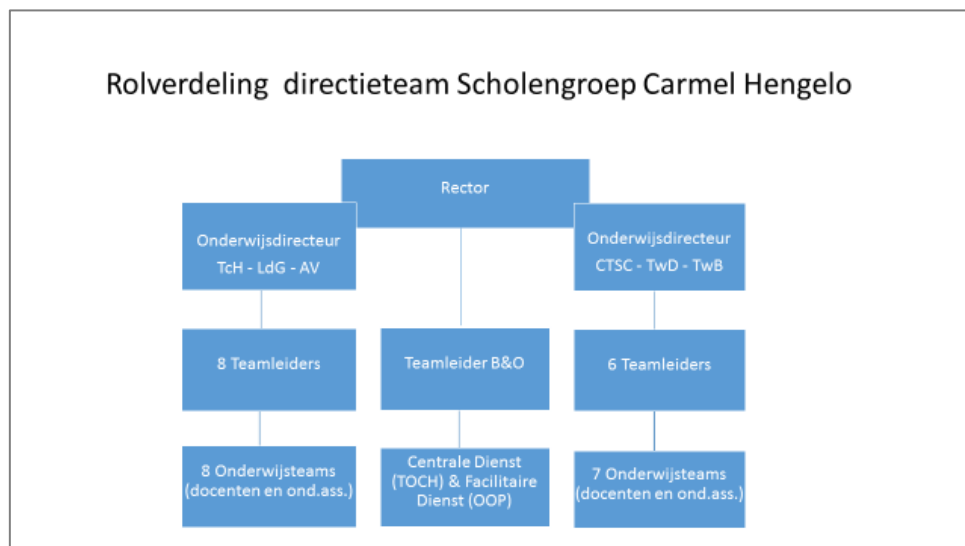 Rolverdeling directieteam Scholengroep Carmel Hengelo
Rector
Onderwijsdirecteur
TcH - LdG - AV
Onderwijsdirecteur
CTSC - TwD - TwB
8 Teamleiders
Teamleider B&O
6 Teamleiders
8 Onderwijsteams
(docenten en ond.ass.)
Centrale Dienst
(TOCH) & Facilitaire
Dienst (OOP)
7 Onderwijsteams
(docenten en ond.ass.)